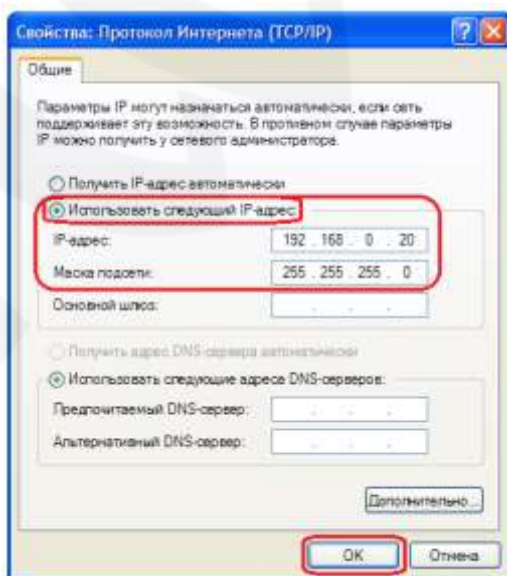 Свойства: Протокол Интернета (TCP/IP)
Общие
Параметры IP могут назначаться автоматически, если сеть
поддерживает эту возможность. В противном случае параметры
IP можно получить у сетевого администратора.
Получить IP-адрес автоматически
Использовать следующий IP-адрес:
IP-адрес: 192 . 168 . 0 . 20
Маска подсети: 255 . 255 . 255 . 0
Основной шлюз: . . .
Получить адрес DNS-сервера автоматически
Использовать следующие адреса DNS-серверов:
Предпочитаемый DNS-сервер: . . .
Альтернативный DNS-сервер: . . .
Дополнительно...
OK Отмена